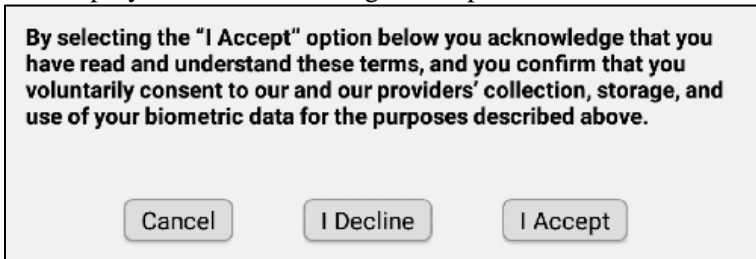 By selecting the “I Accept” option below you acknowledge that you
have read and understand these terms, and you confirm that you
voluntarily consent to our and our providers’ collection, storage, and
use of your biometric data for the purposes described above.
Cancel I Decline I Accept